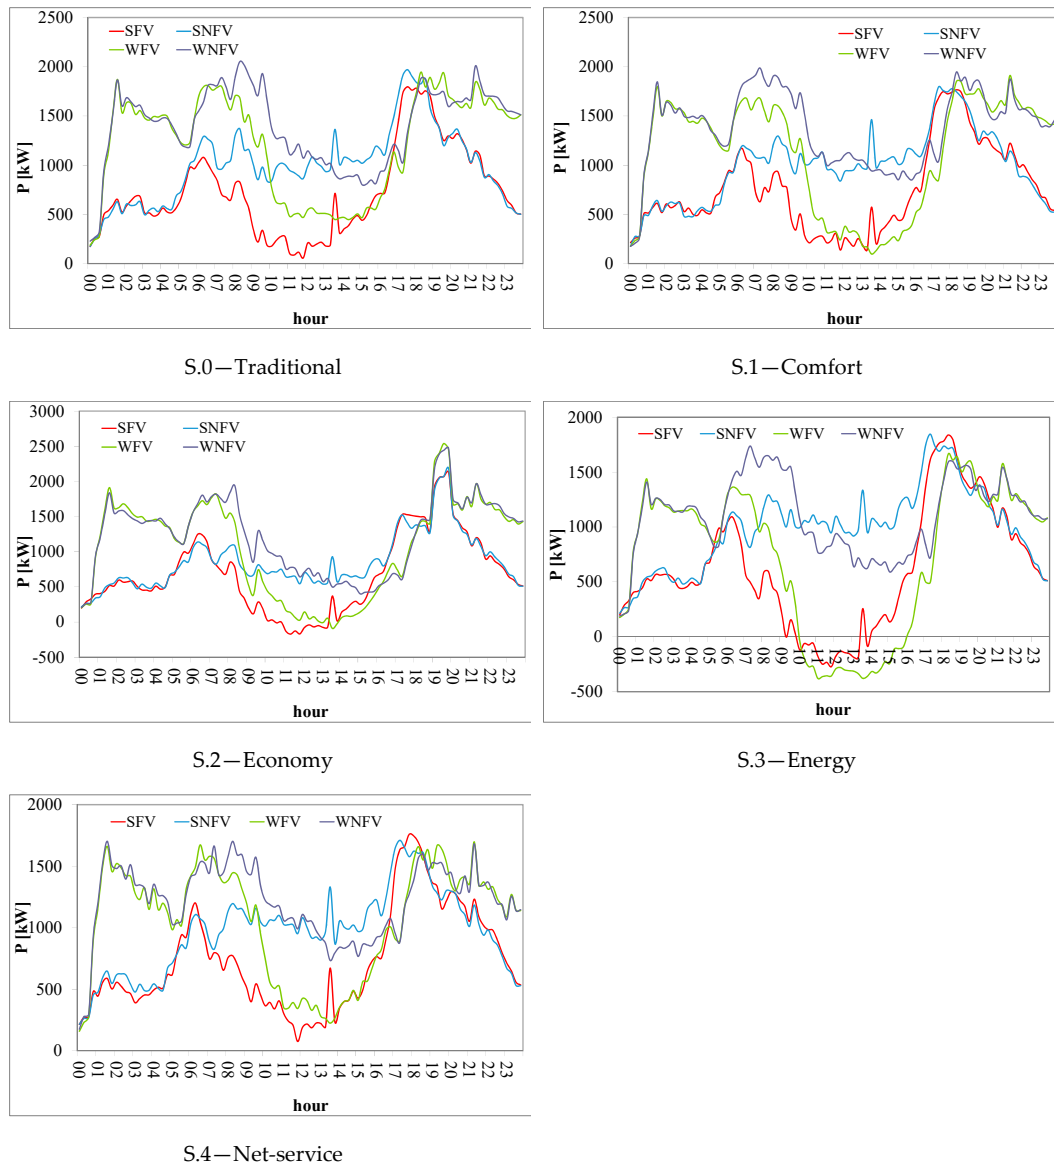 2500
2000
1500
1000
500
0
P [kW]
SFV SNFV
WFV WNFV
00 01 02 03 04 05 06 07 08 09 10 11 12 13 14 15 16 17 18 19 20 21 22 23
hour
S.0—Traditional
2500
2000
1500
1000
500
0
P [kW]
SFV SNFV
WFV WNFV
00 01 02 03 04 05 06 07 08 09 10 11 12 13 14 15 16 17 18 19 20 21 22 23
hour
S.1—Comfort
3000
2500
2000
1500
1000
500
0
-500
P [kW]
SFV SNFV
WFV WNFV
00 01 02 03 04 05 06 07 08 09 10 11 12 13 14 15 16 17 18 19 20 21 22 23
hour
S.2—Economy
2000
1500
1000
500
0
-500
P [kW]
SFV SNFV WFV WNFV
00 01 02 03 04 05 06 07 08 09 10 11 12 13 14 15 16 17 18 19 20 21 22 23
hour
S.3—Energy
2000
1500
1000
500
0
P [kW]
SFV SNFV WFV WNFV
00 01 02 03 04 05 06 07 08 09 10 11 12 13 14 15 16 17 18 19 20 21 22 23
hour
S.4—Net-service